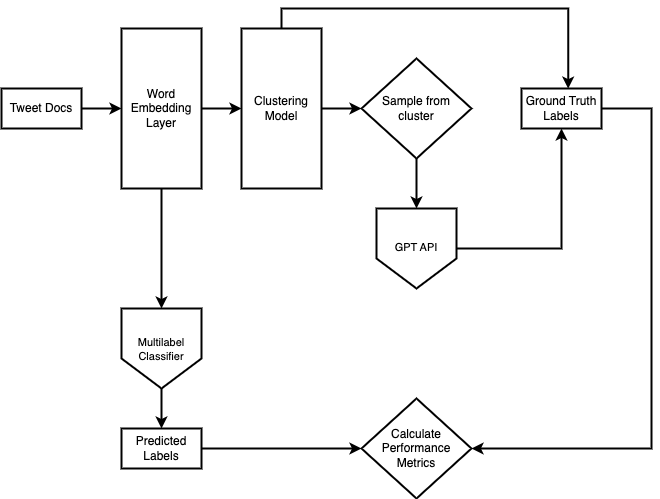 Tweet Docs
Word
Embedding
Layer
Clustering
Model
Sample from
cluster
Ground Truth
Labels
GPT API
Multilabel
Classifier
Predicted
Labels
Calculate
Performance
Metrics